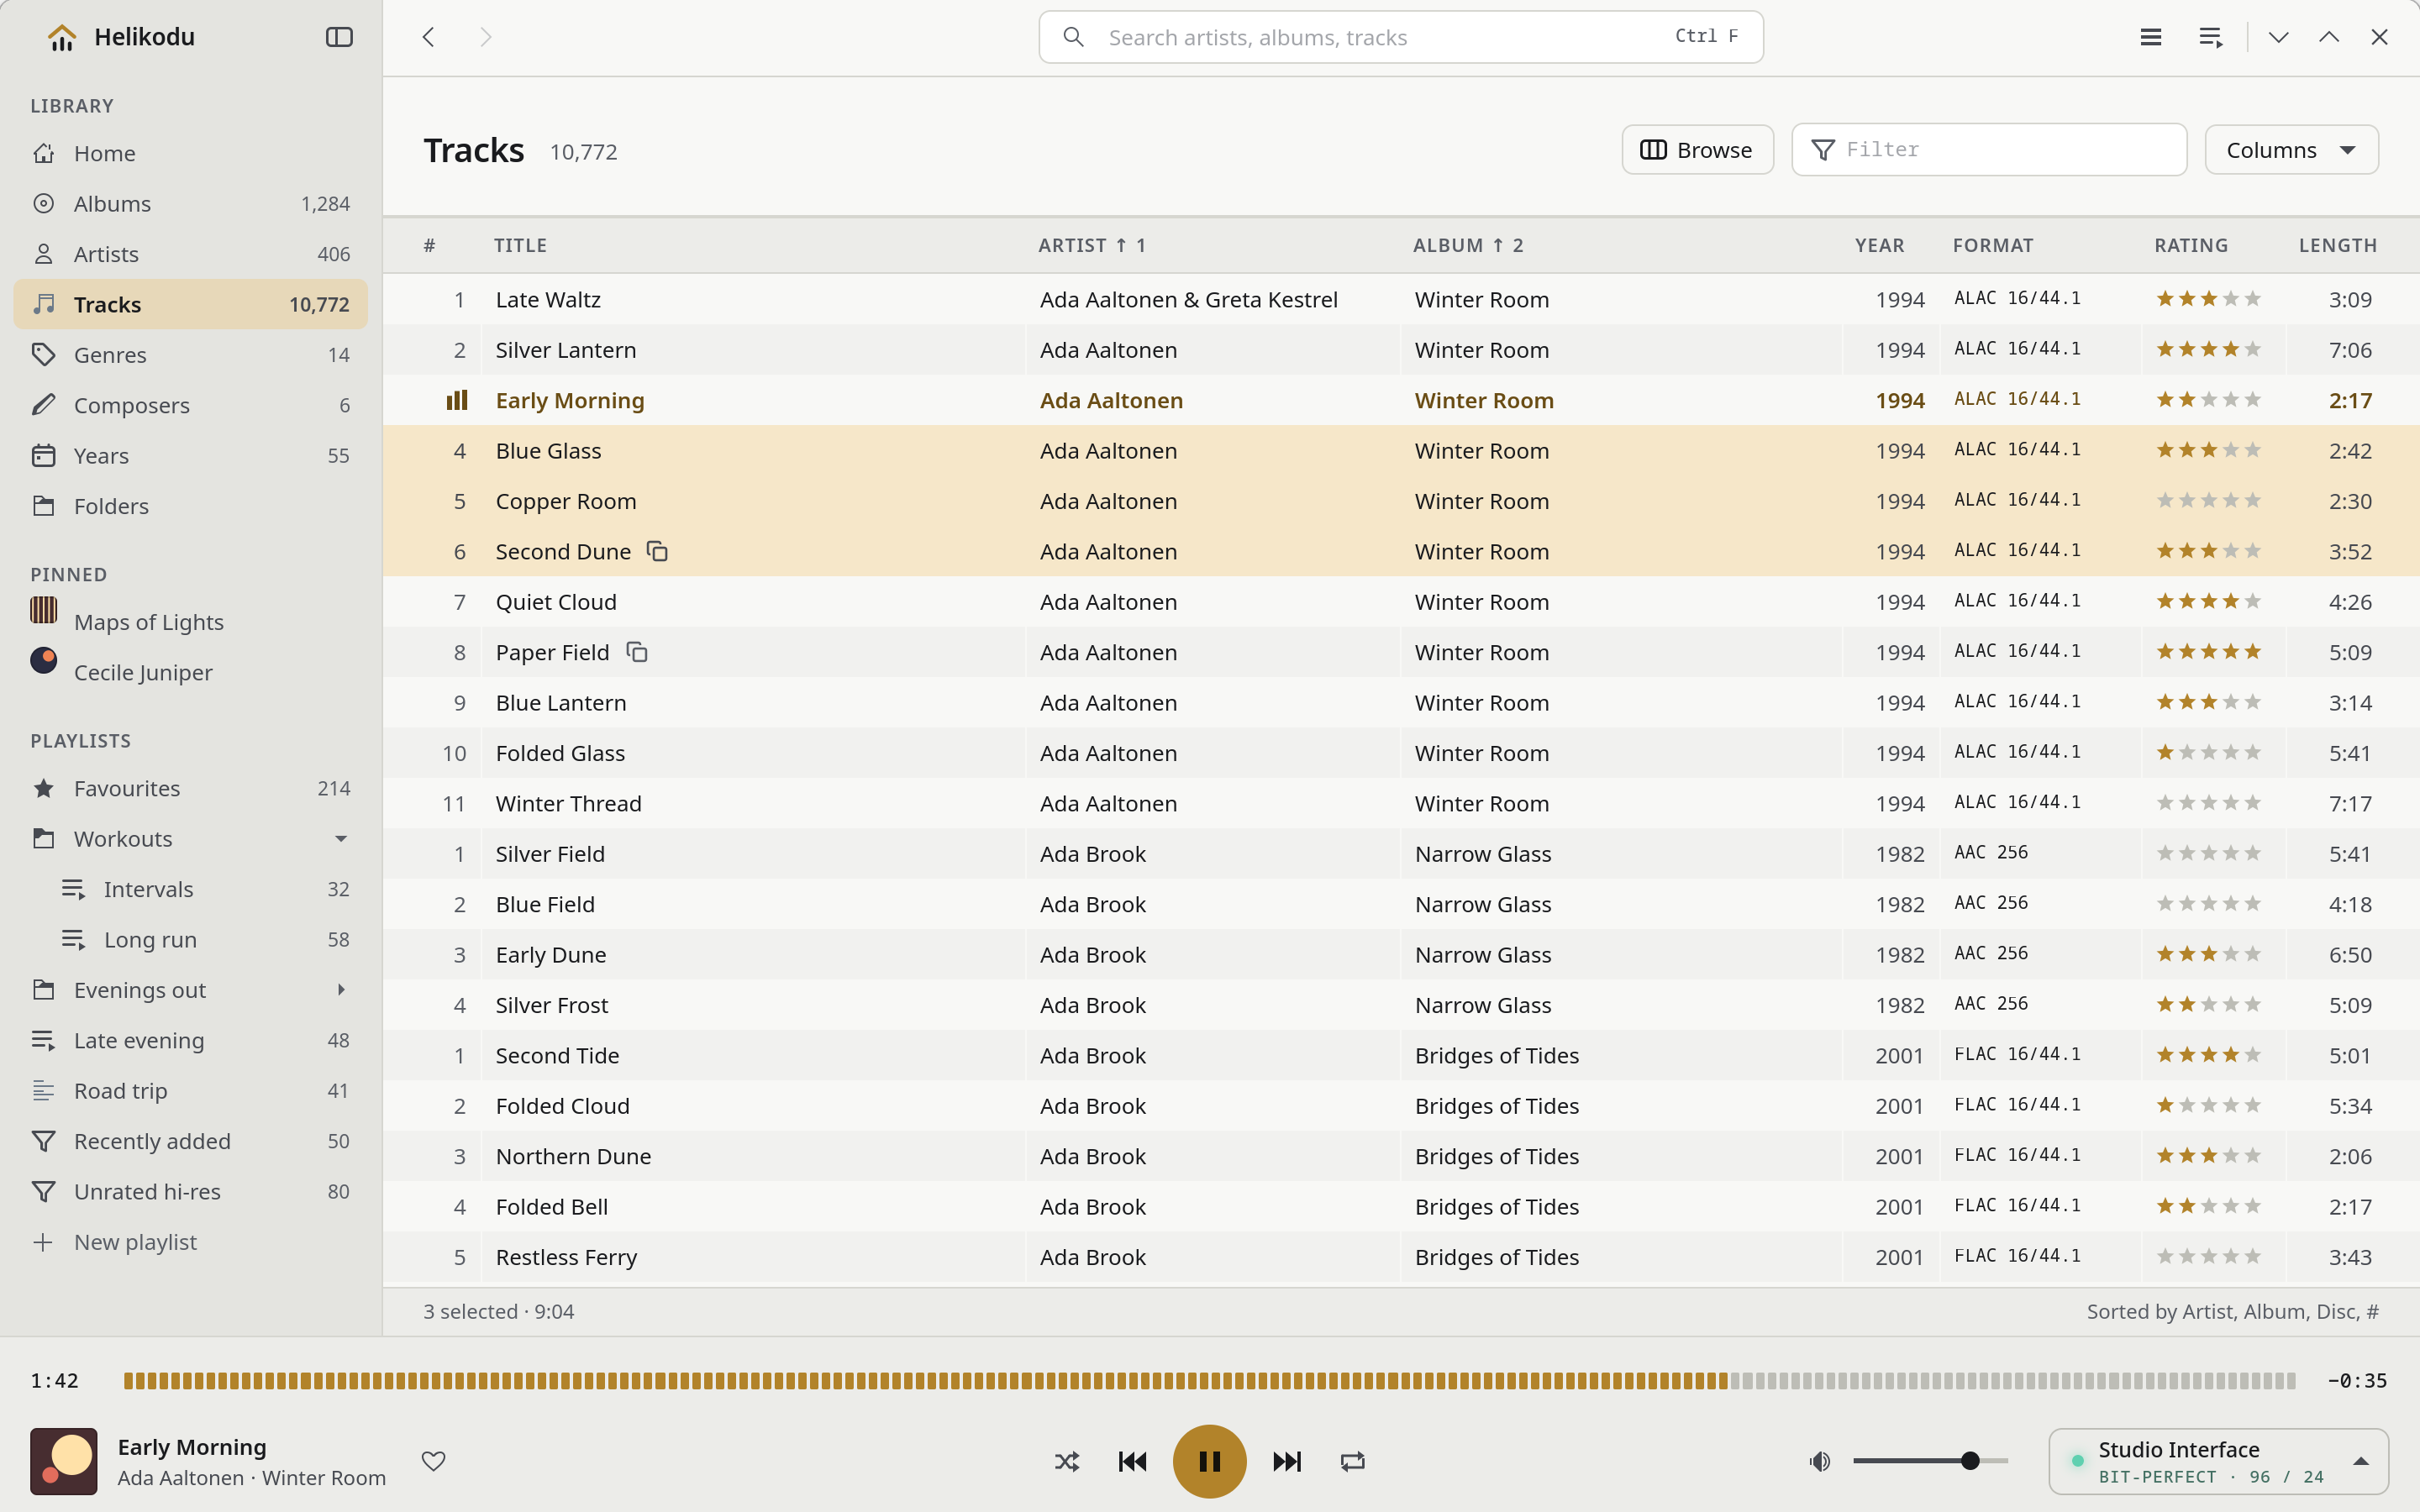 Helikodu
Search artists, albums, tracks Ctrl F
LIBRARY
Home
Albums 1,284
Artists 406
Tracks 10,772
Genres 14
Composers 6
Years 55
Folders
PINNED
Maps of Lights
Cecile Juniper
PLAYLISTS
Favourites 214
Workouts
Intervals 32
Long run 58
Evenings out
Late evening 48
Road trip 41
Recently added 50
Unrated hi-res 80
New playlist
Tracks 10,772 Browse Filter Columns
# TITLE ARTIST ↑ 1 ALBUM ↑ 2 YEAR FORMAT RATING LENGTH
1 Late Waltz Ada Aaltonen & Greta Kestrel Winter Room 1994 ALAC 16/44.1 3:09
2 Silver Lantern Ada Aaltonen Winter Room 1994 ALAC 16/44.1 7:06
Early Morning Ada Aaltonen Winter Room 1994 ALAC 16/44.1 2:17
4 Blue Glass Ada Aaltonen Winter Room 1994 ALAC 16/44.1 2:42
5 Copper Room Ada Aaltonen Winter Room 1994 ALAC 16/44.1 2:30
6 Second Dune Ada Aaltonen Winter Room 1994 ALAC 16/44.1 3:52
7 Quiet Cloud Ada Aaltonen Winter Room 1994 ALAC 16/44.1 4:26
8 Paper Field Ada Aaltonen Winter Room 1994 ALAC 16/44.1 5:09
9 Blue Lantern Ada Aaltonen Winter Room 1994 ALAC 16/44.1 3:14
10 Folded Glass Ada Aaltonen Winter Room 1994 ALAC 16/44.1 5:41
11 Winter Thread Ada Aaltonen Winter Room 1994 ALAC 16/44.1 7:17
1 Silver Field Ada Brook Narrow Glass 1982 AAC 256 5:41
2 Blue Field Ada Brook Narrow Glass 1982 AAC 256 4:18
3 Early Dune Ada Brook Narrow Glass 1982 AAC 256 6:50
4 Silver Frost Ada Brook Narrow Glass 1982 AAC 256 5:09
1 Second Tide Ada Brook Bridges of Tides 2001 FLAC 16/44.1 5:01
2 Folded Cloud Ada Brook Bridges of Tides 2001 FLAC 16/44.1 5:34
3 Northern Dune Ada Brook Bridges of Tides 2001 FLAC 16/44.1 2:06
4 Folded Bell Ada Brook Bridges of Tides 2001 FLAC 16/44.1 2:17
5 Restless Ferry Ada Brook Bridges of Tides 2001 FLAC 16/44.1 3:43
3 selected · 9:04 Sorted by Artist, Album, Disc, #
1:42 −0:35
Early Morning
Ada Aaltonen · Winter Room
Studio Interface
BIT-PERFECT · 96 / 24